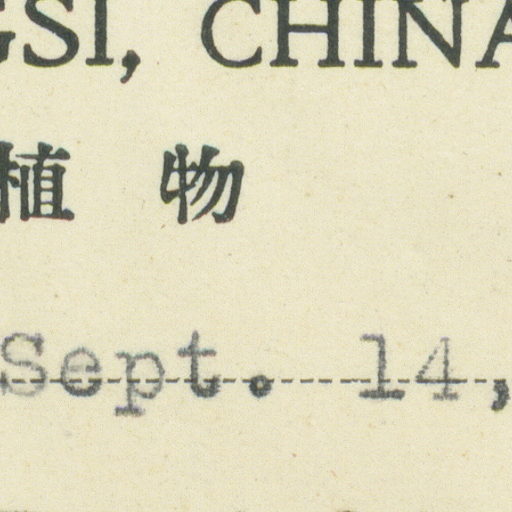 GSI, CHINA
植物
Sept. 14,